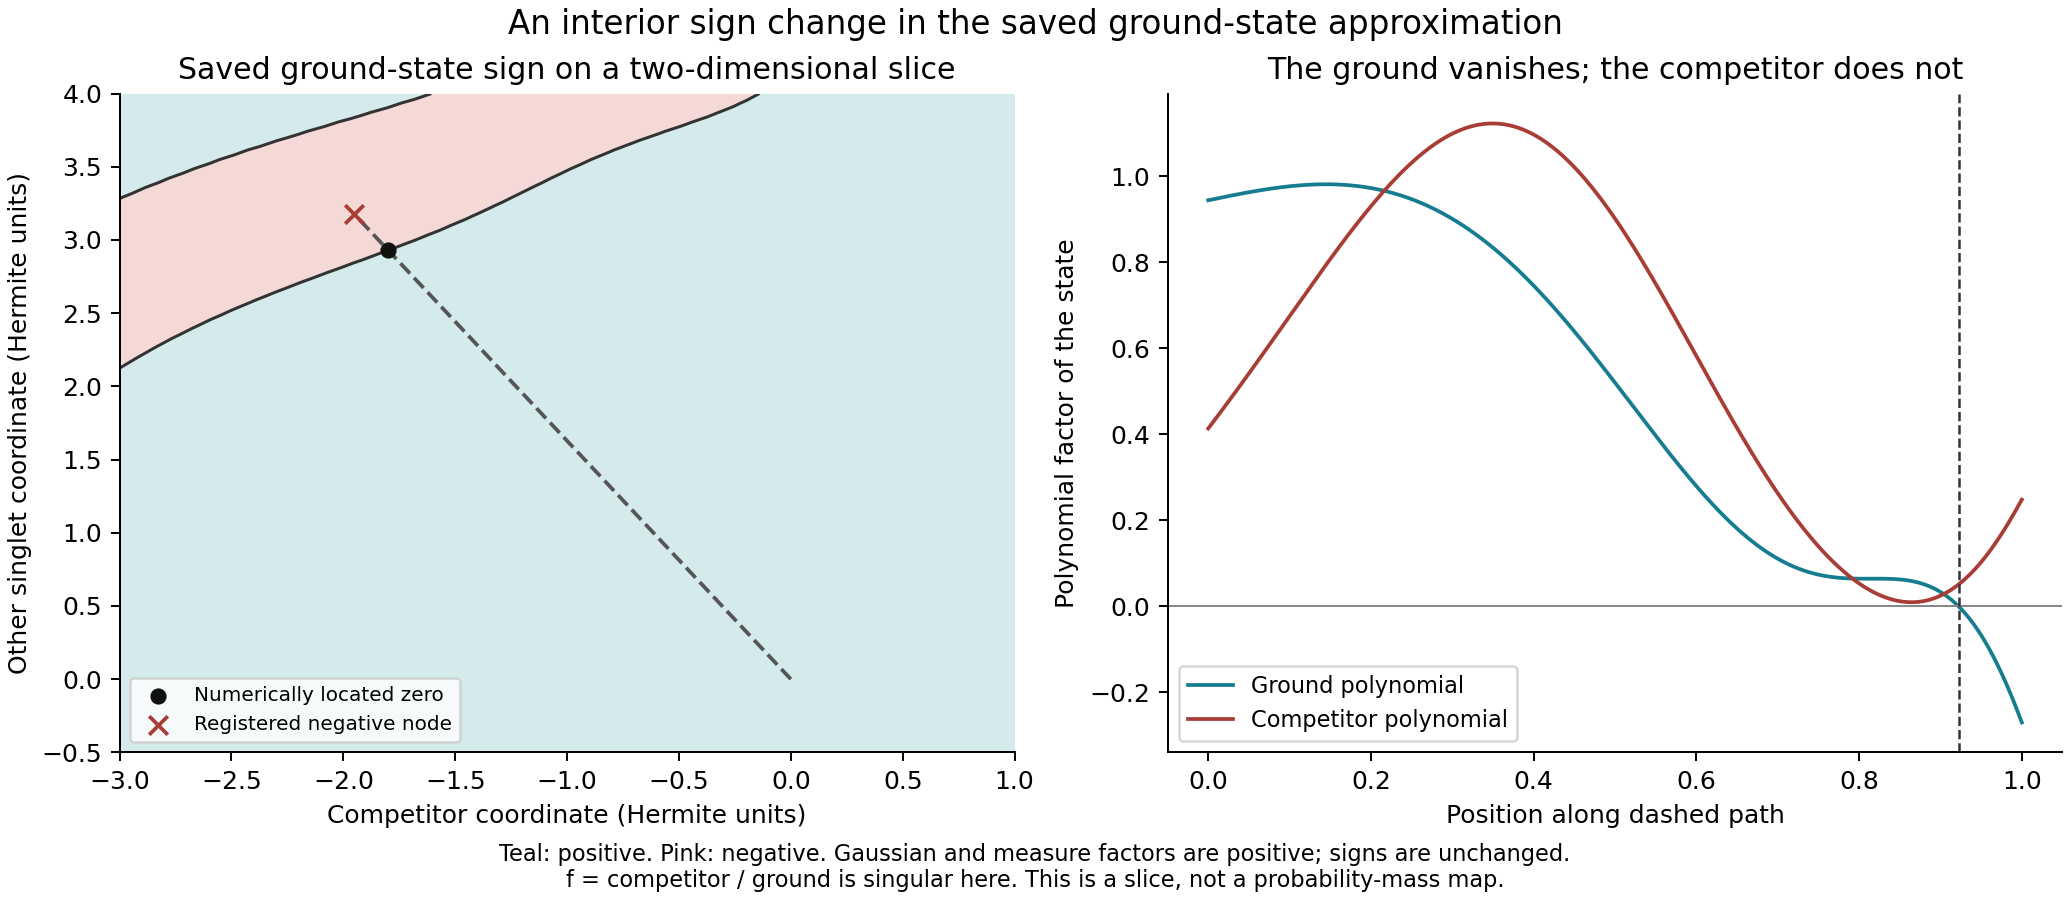 An interior sign change in the saved ground-state approximation
Saved ground-state sign on a two-dimensional slice
Other singlet coordinate (Hermite units)
4.0
3.5
3.0
2.5
2.0
1.5
1.0
0.5
0.0
−0.5
−3.0 −2.5 −2.0 −1.5 −1.0 −0.5 0.0 0.5 1.0
Competitor coordinate (Hermite units)
Numerically located zero
Registered negative node
The ground vanishes; the competitor does not
Polynomial factor of the state
1.0
0.8
0.6
0.4
0.2
0.0
−0.2
0.0 0.2 0.4 0.6 0.8 1.0
Position along dashed path
Ground polynomial
Competitor polynomial
Teal: positive. Pink: negative. Gaussian and measure factors are positive; signs are unchanged.
f = competitor / ground is singular here. This is a slice, not a probability-mass map.